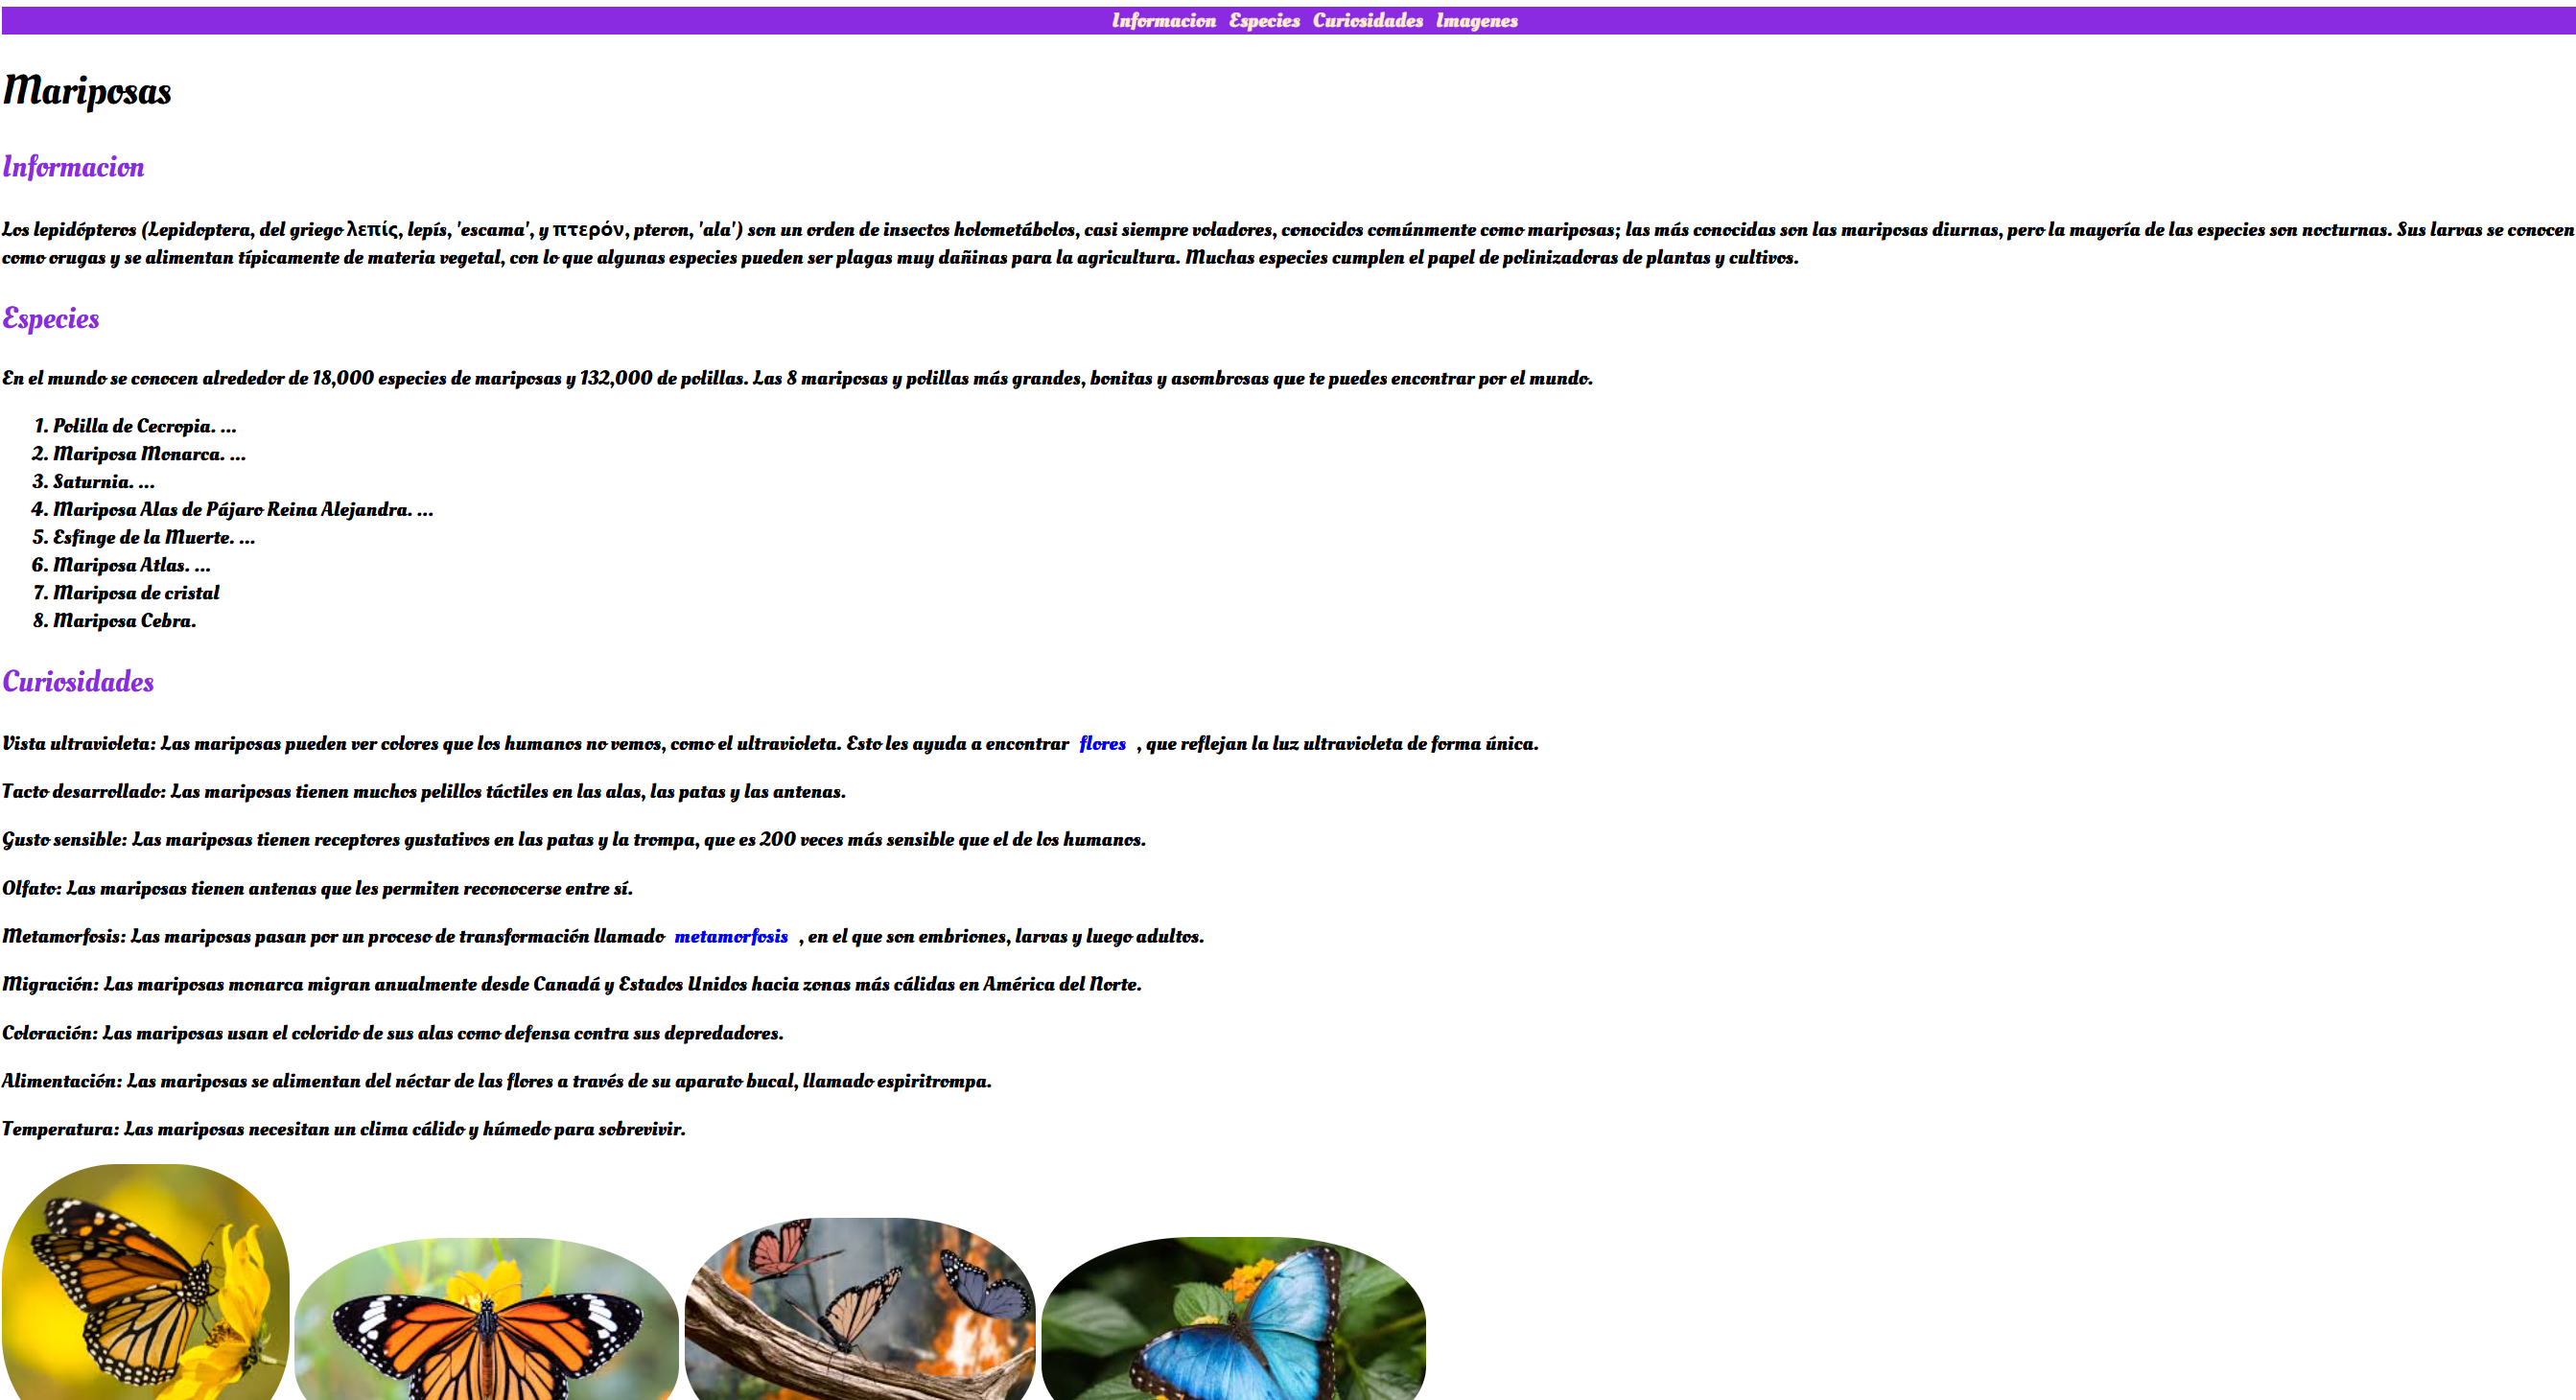 Informacion Especies Curiosidades Imagenes
Mariposas
Informacion
Los lepidópteros (Lepidoptera, del griego λεπίς, lepís, 'escama', y πτερόν, pteron, 'ala') son un orden de insectos holometábolos, casi siempre voladores, conocidos comúnmente como mariposas; las más conocidas son las mariposas diurnas, pero la mayoría de las especies son nocturnas. Sus larvas se conocen
como orugas y se alimentan típicamente de materia vegetal, con lo que algunas especies pueden ser plagas muy dañinas para la agricultura. Muchas especies cumplen el papel de polinizadoras de plantas y cultivos.
Especies
En el mundo se conocen alrededor de 18,000 especies de mariposas y 132,000 de polillas. Las 8 mariposas y polillas más grandes, bonitas y asombrosas que te puedes encontrar por el mundo.
1. Polilla de Cecropia. ...
2. Mariposa Monarca. ...
3. Saturnia. ...
4. Mariposa Alas de Pájaro Reina Alejandra. ...
5. Esfinge de la Muerte. ...
6. Mariposa Atlas. ...
7. Mariposa de cristal
8. Mariposa Cebra.
Curiosidades
Vista ultravioleta: Las mariposas pueden ver colores que los humanos no vemos, como el ultravioleta. Esto les ayuda a encontrar flores , que reflejan la luz ultravioleta de forma única.
Tacto desarrollado: Las mariposas tienen muchos pelillos táctiles en las alas, las patas y las antenas.
Gusto sensible: Las mariposas tienen receptores gustativos en las patas y la trompa, que es 200 veces más sensible que el de los humanos.
Olfato: Las mariposas tienen antenas que les permiten reconocerse entre sí.
Metamorfosis: Las mariposas pasan por un proceso de transformación llamado metamorfosis , en el que son embriones, larvas y luego adultos.
Migración: Las mariposas monarca migran anualmente desde Canadá y Estados Unidos hacia zonas más cálidas en América del Norte.
Coloración: Las mariposas usan el colorido de sus alas como defensa contra sus depredadores.
Alimentación: Las mariposas se alimentan del néctar de las flores a través de su aparato bucal, llamado espiritrompa.
Temperatura: Las mariposas necesitan un clima cálido y húmedo para sobrevivir.